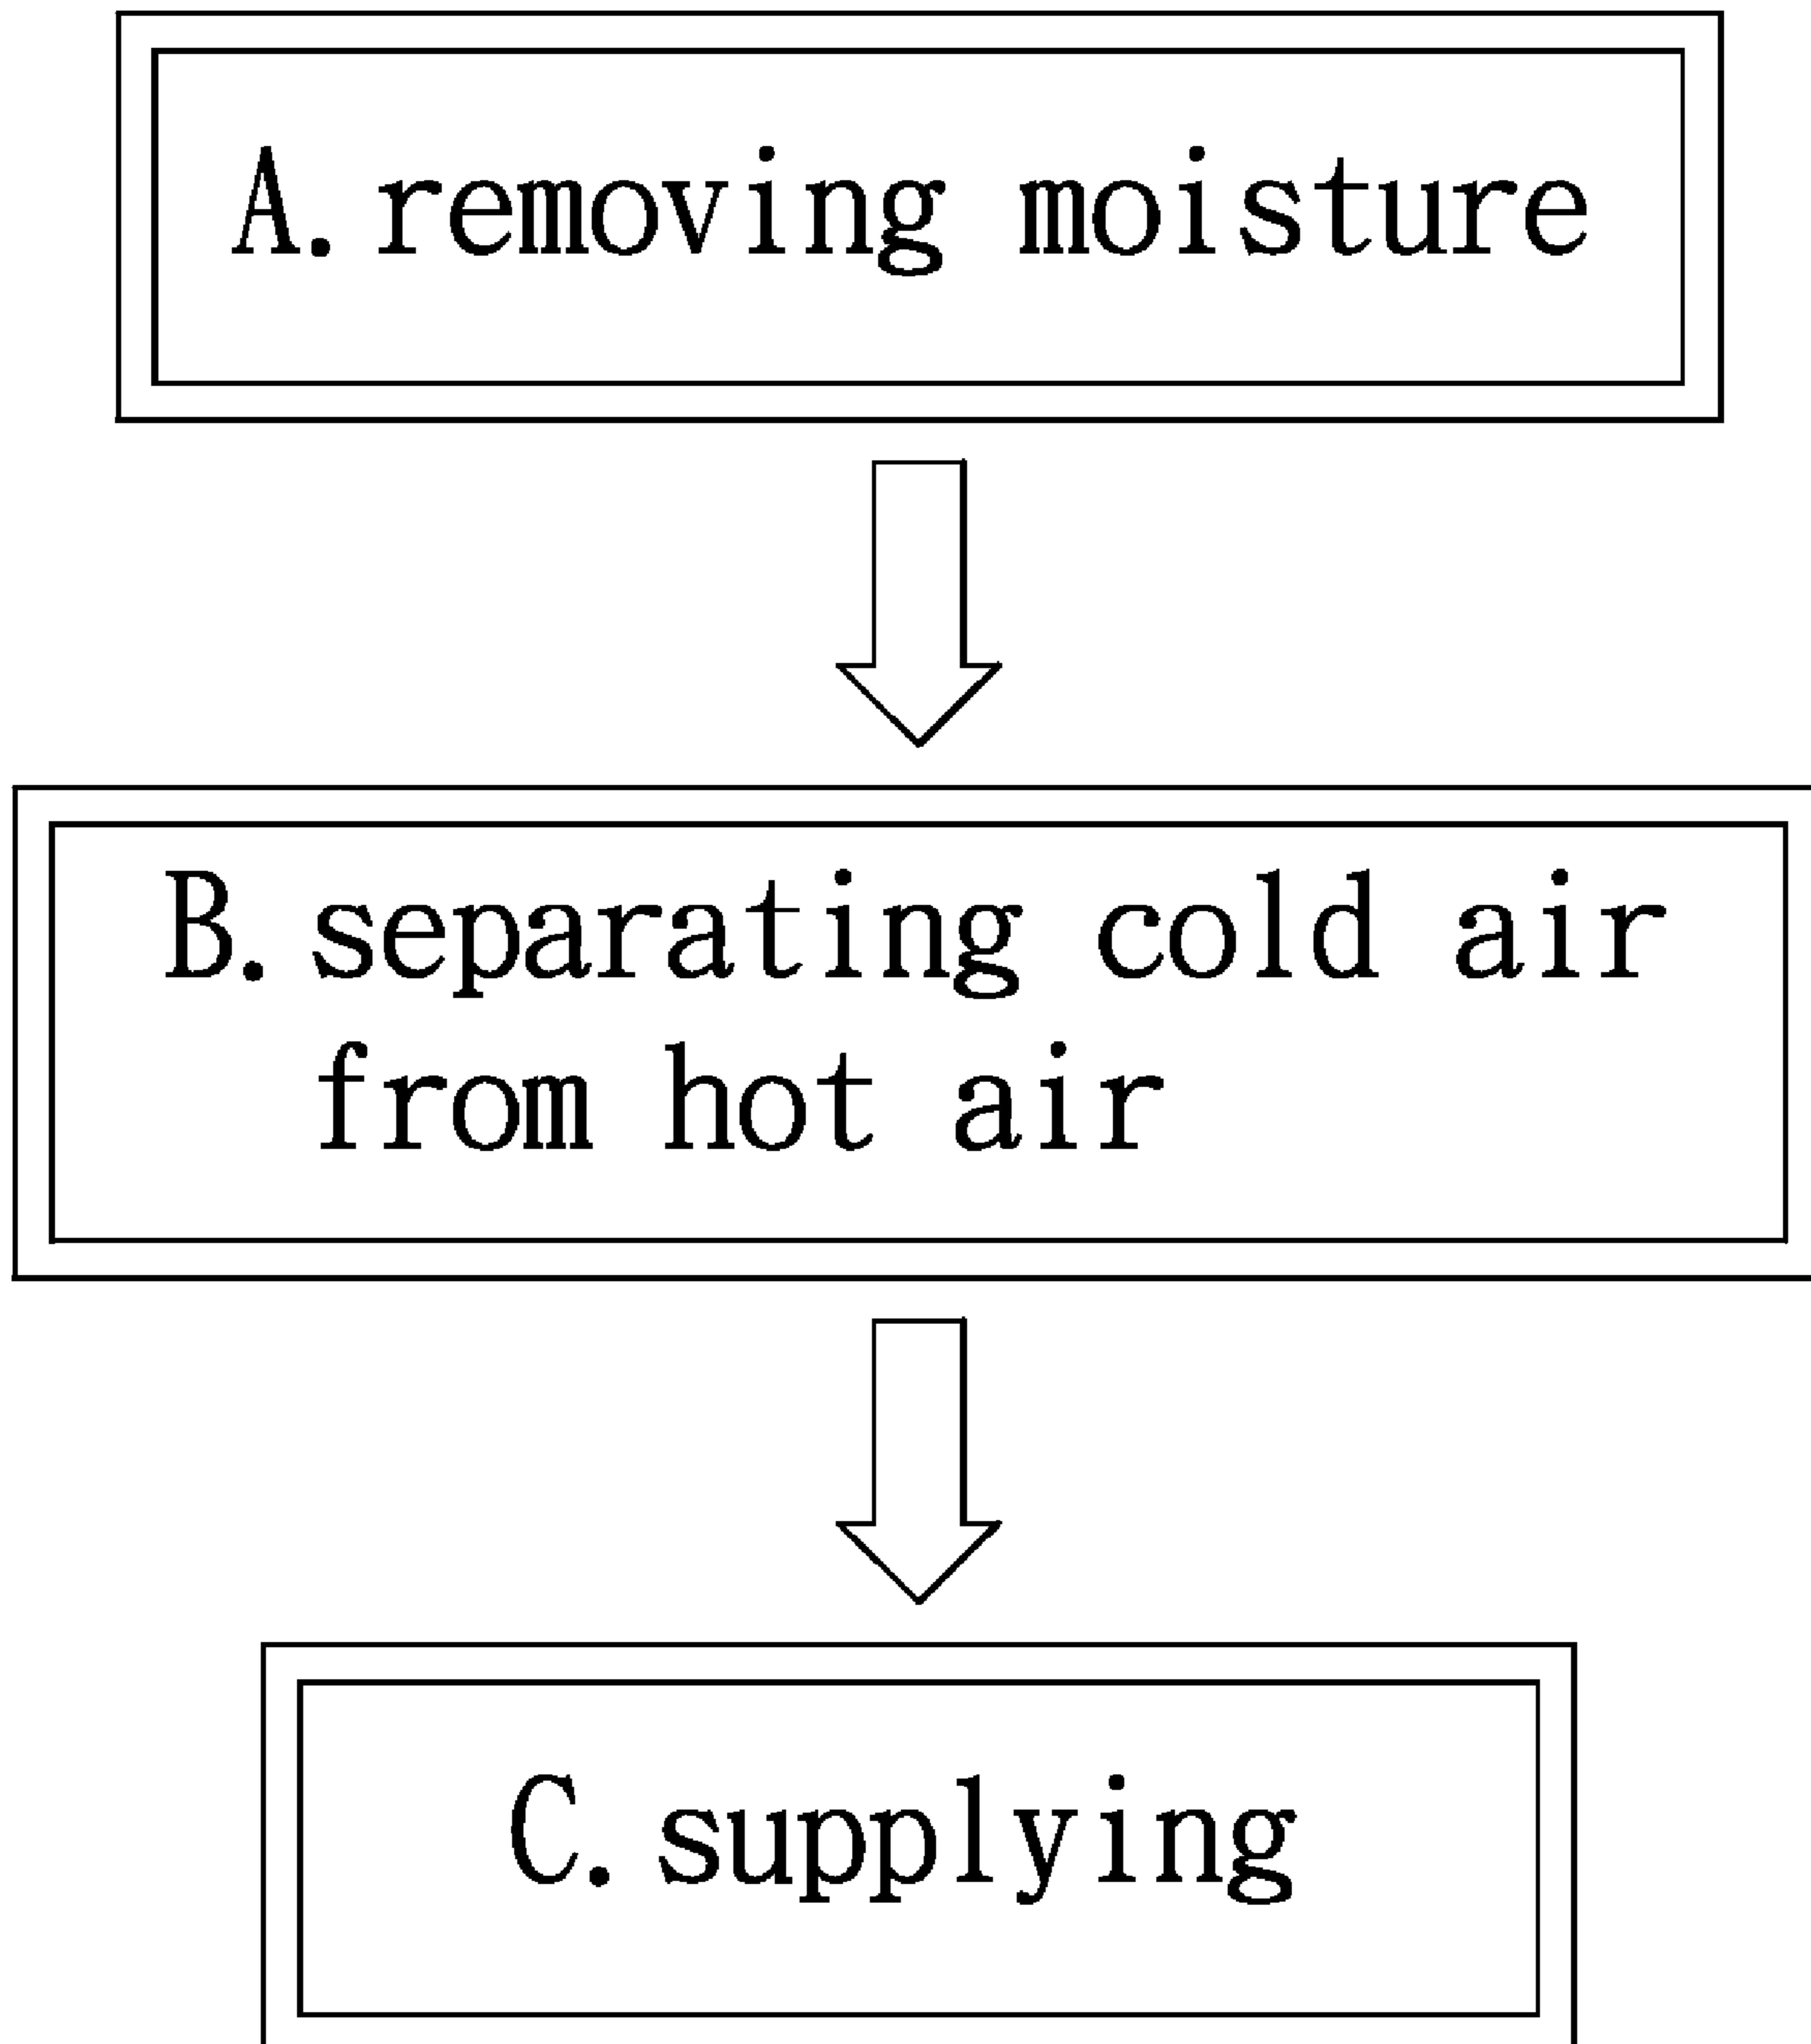 A.removing moisture
B.separating cold air
from hot air
C.supplying